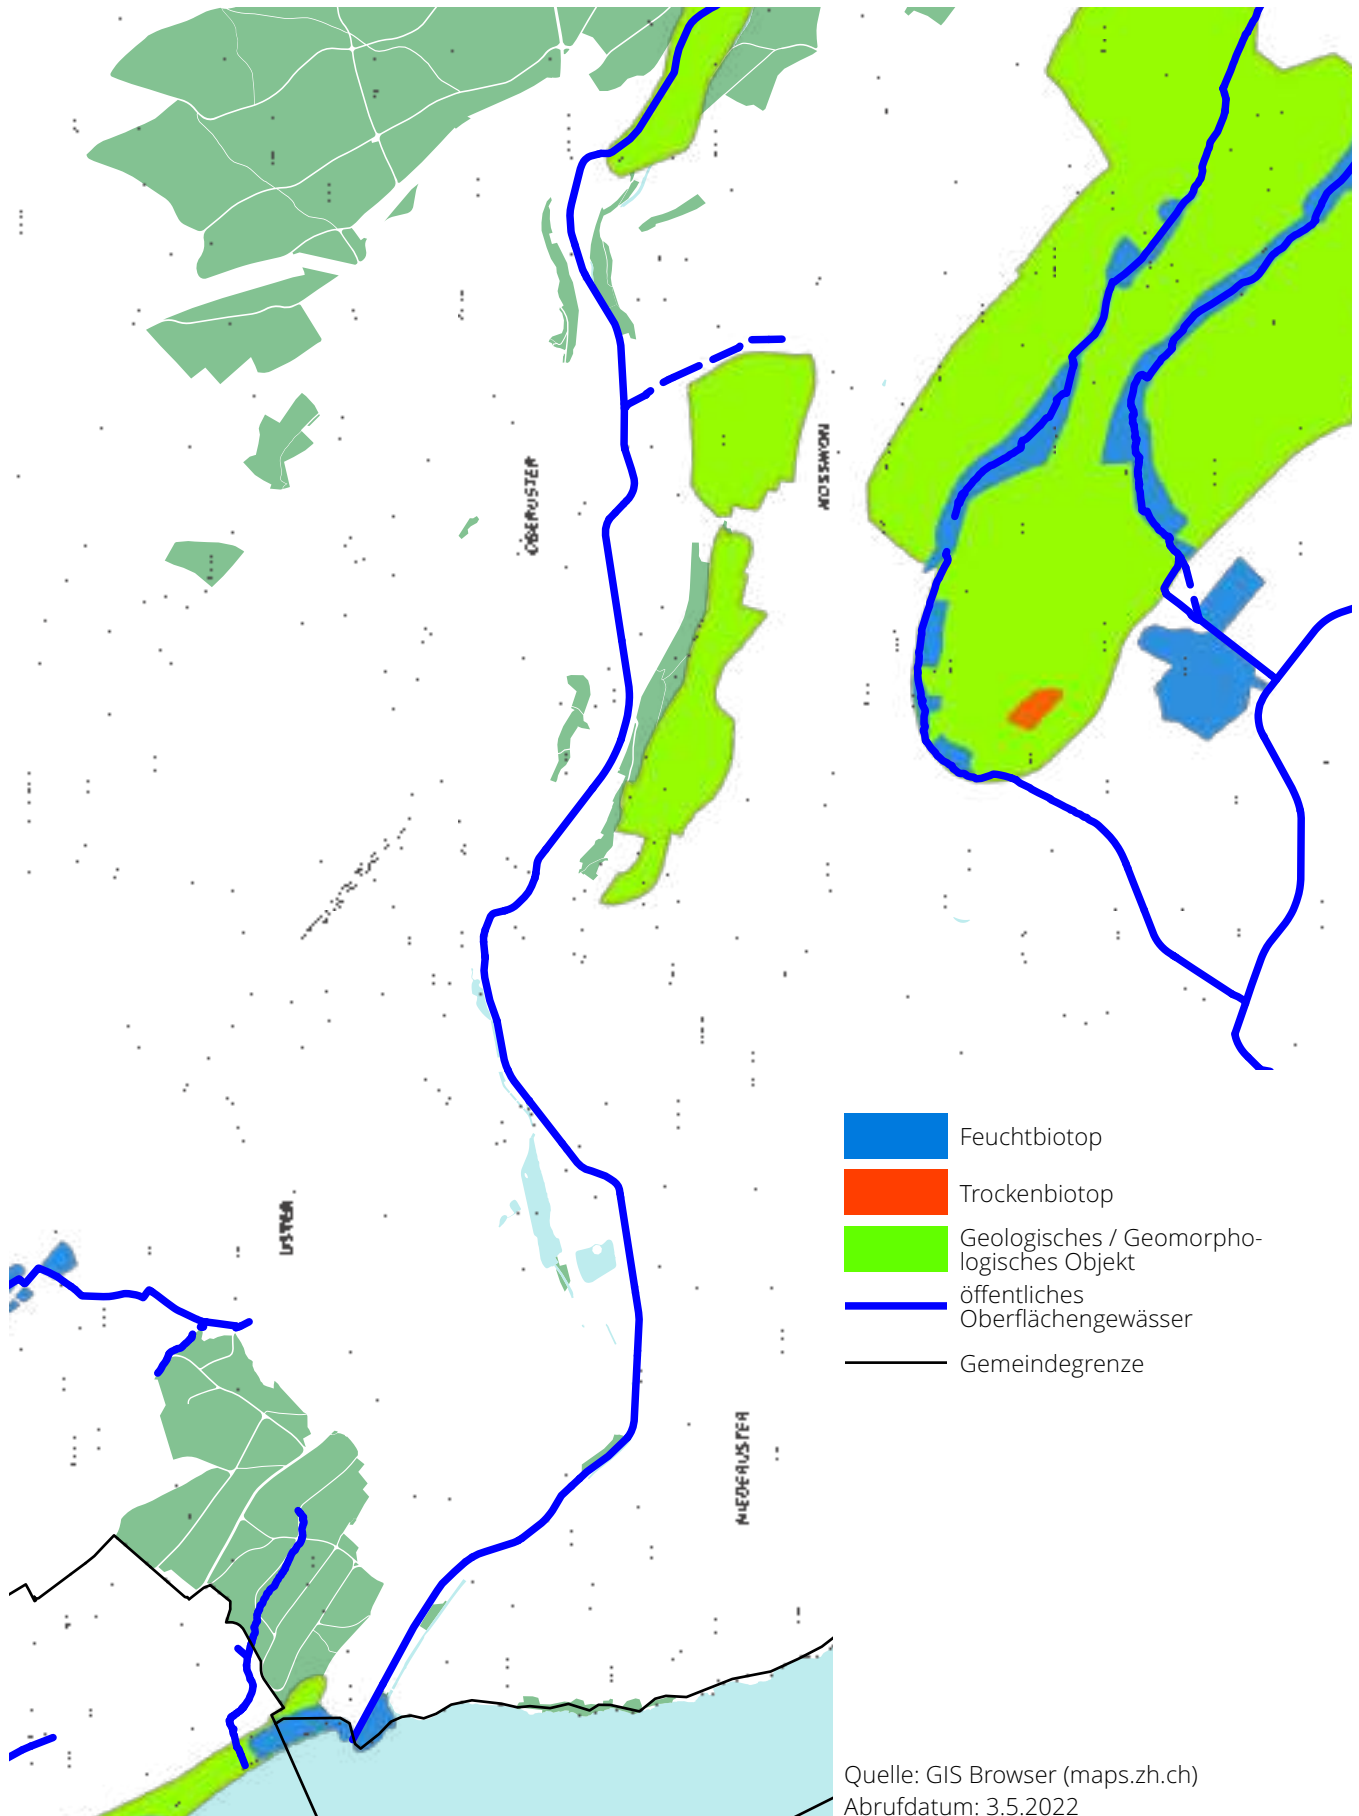 OBERUSTER
NOSSWON
USTER
NIEDERUSTER
Feuchtbiotop
Trockenbiotop
Geologisches / Geomorpho-
logisches Objekt
öffentliches
Oberflächengewässer
Gemeindegrenze
Quelle: GIS Browser (maps.zh.ch)
Abrufdatum: 3.5.2022